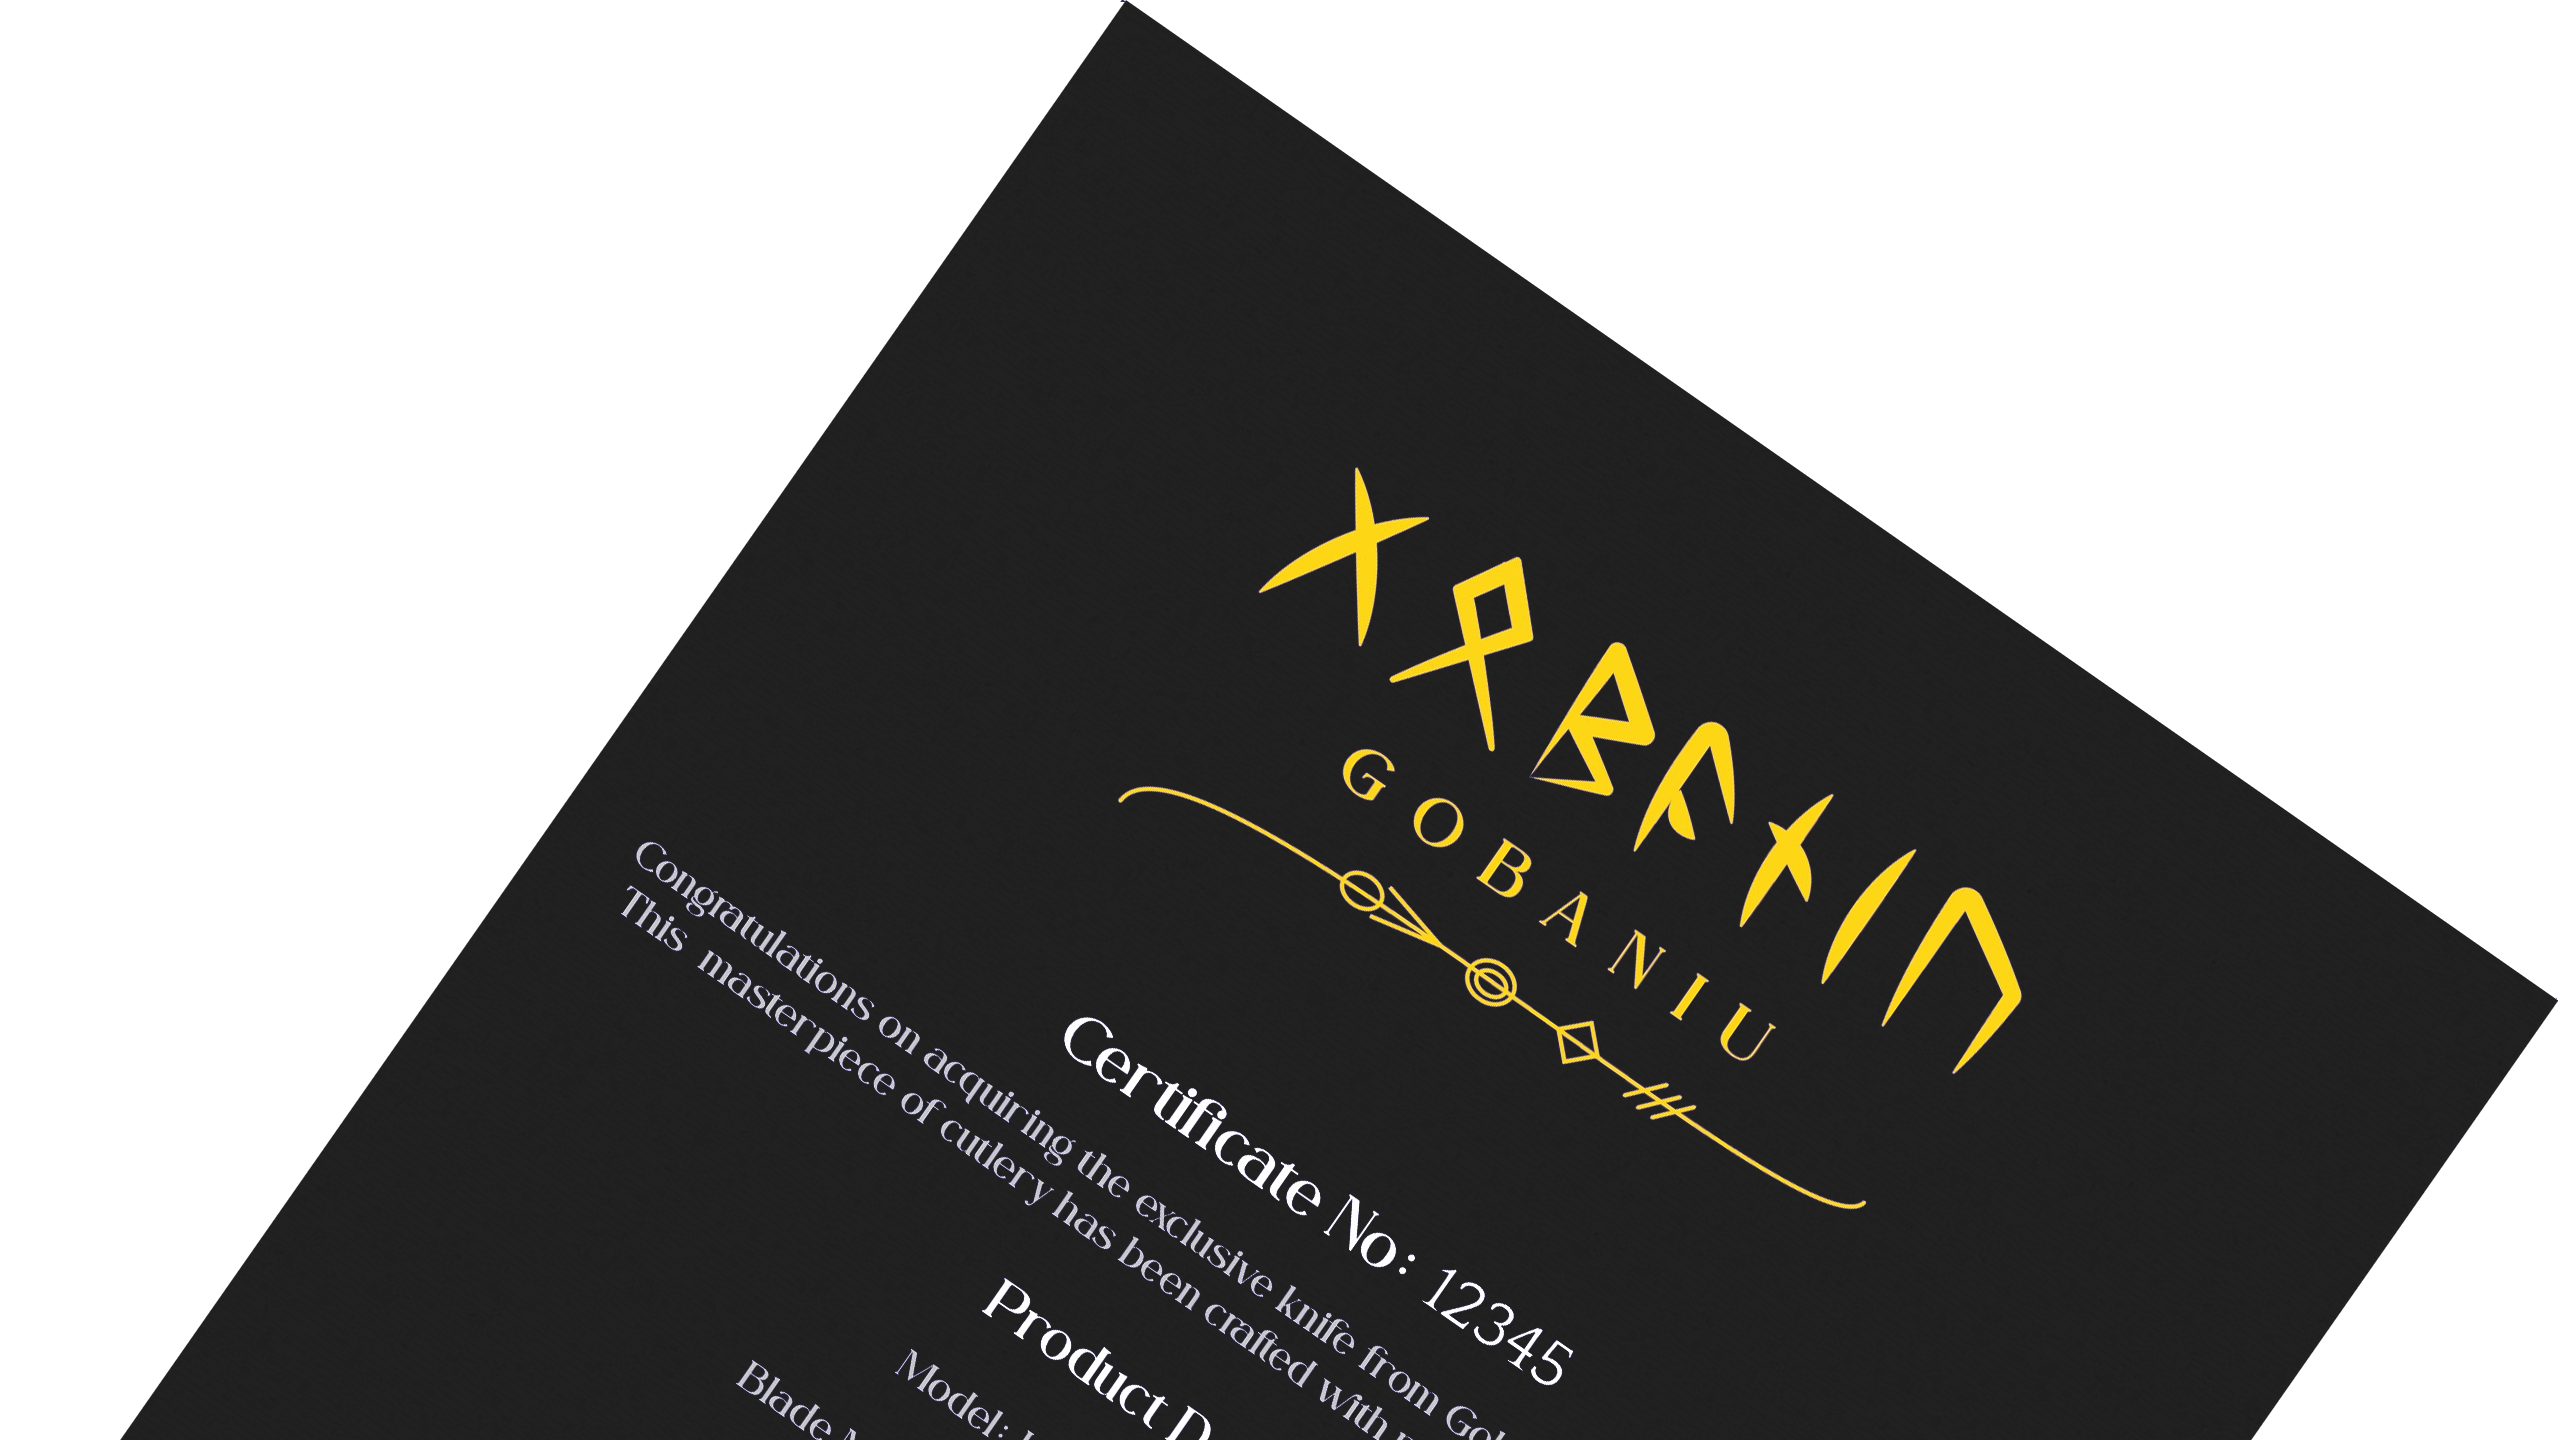 ᚷᛟᛒᚨᚾᛁᚢ
GOBANIU
Certificate No: 12345
Congratulations on acquiring the exclusive knife from
This masterpiece of cutlery has been crafted with
Product
Model:
Blade